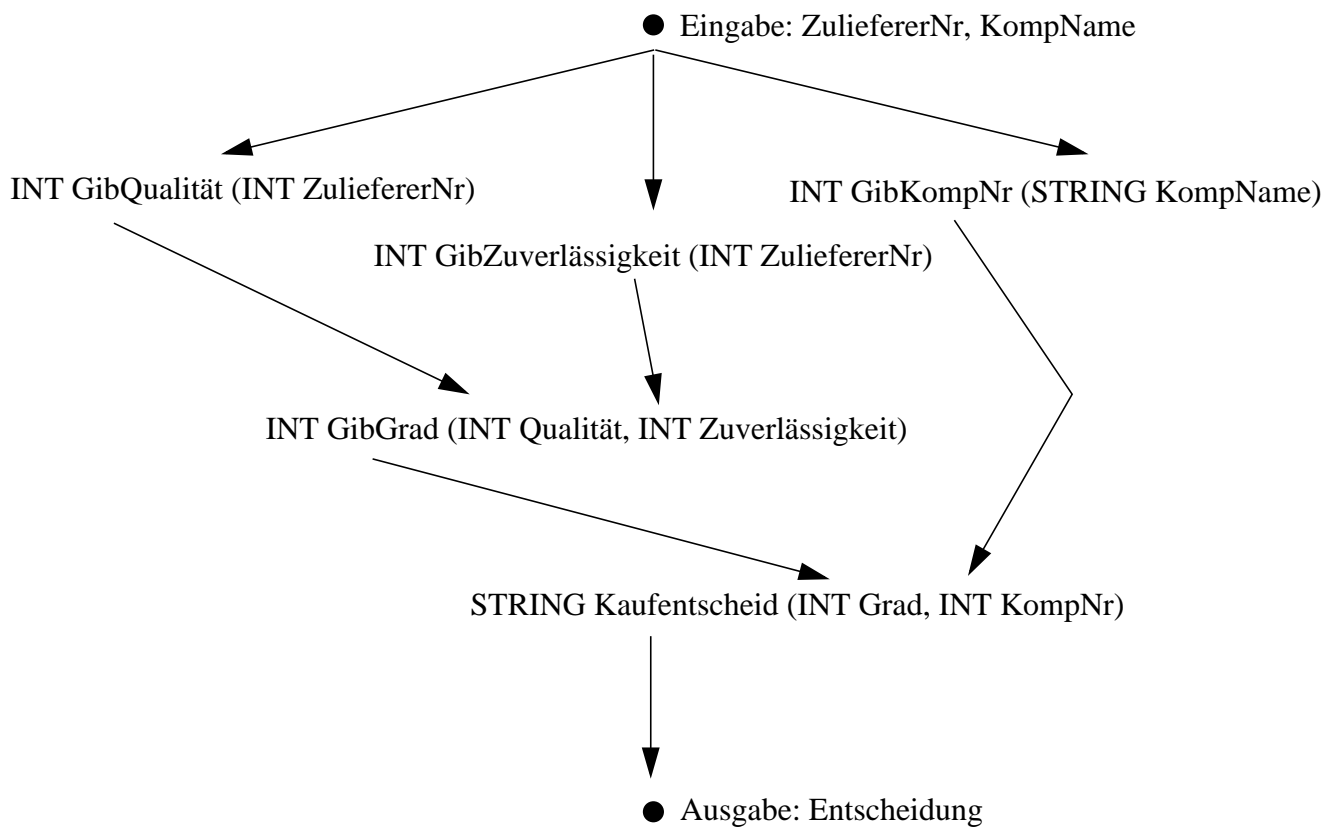 Eingabe: ZuliefererNr, KompName
INT GibQualität (INT ZuliefererNr)
INT GibKompNr (STRING KompName)
INT GibZuverlässigkeit (INT ZuliefererNr)
INT GibGrad (INT Qualität, INT Zuverlässigkeit)
STRING Kaufentscheid (INT Grad, INT KompNr)
Ausgabe: Entscheidung